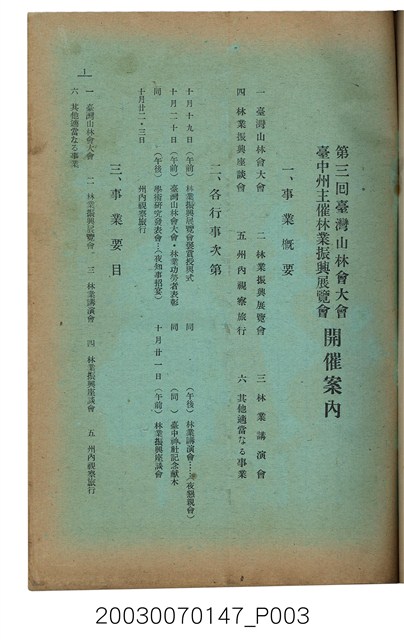 第三回臺灣山林會大會
臺中州主催林業振興展覽會
開催案內
一、事業概要
一 臺灣山林會大會 二 林業振興展覽會 三 林業講演會
四 林業振興座談會 五 州內視察旅行 六 其他適當なる事業
二、各行事次第
十月十九日(午前)林業振興展覽會褒賞授與式 同 (午後)林業講演會……(夜懇親會)
十月二十日(午前)臺灣山林會大會・林業功勞者表彰 同 (同)臺中神社記念獻木
同 (午後)學術研究發表會…(夜知事招宴) 十月廿一日(午前)林業振興座談會
十月廿二・三日 州內視察旅行
三、事業要目
一 臺灣山林會大會 二 林業振興展覽會 三 林業講演會 四 林業振興座談會 五 州內視察旅行
六 其他適當なる事業
20030070147_P003